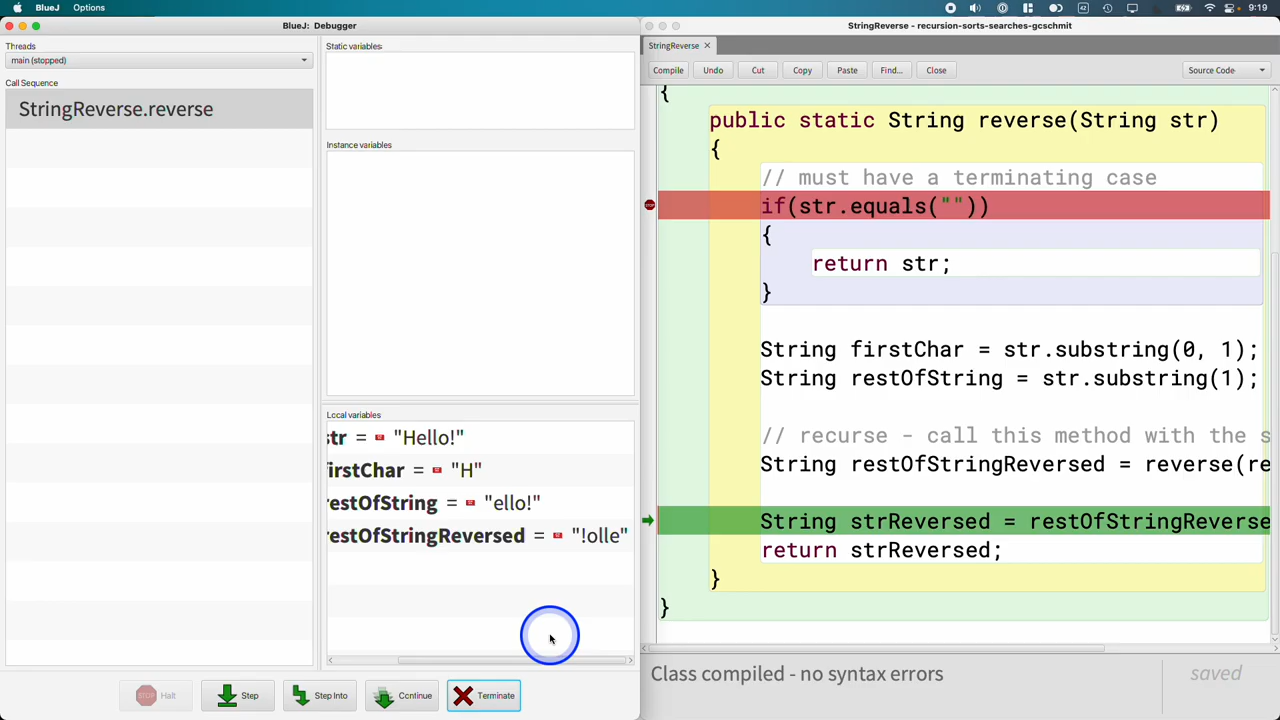 BlueJ Options 9:19
BlueJ: Debugger
Threads
main (stopped)
Call Sequence
StringReverse.reverse
Static variables
Instance variables
Local variables
str = "Hello!"
firstChar = "H"
restOfString = "ello!"
restOfStringReversed = "!olle"
Halt Step Step Into Continue Terminate
StringReverse - recursion-sorts-searches-gcschmit
StringReverse
Compile Undo Cut Copy Paste Find... Close Source Code
{
public static String reverse(String str)
{
// must have a terminating case
if(str.equals(""))
{
return str;
}
String firstChar = str.substring(0, 1);
String restOfString = str.substring(1);
// recurse - call this method with the s
String restOfStringReversed = reverse(re
String strReversed = restOfStringReverse
return strReversed;
}
}
Class compiled - no syntax errors
saved